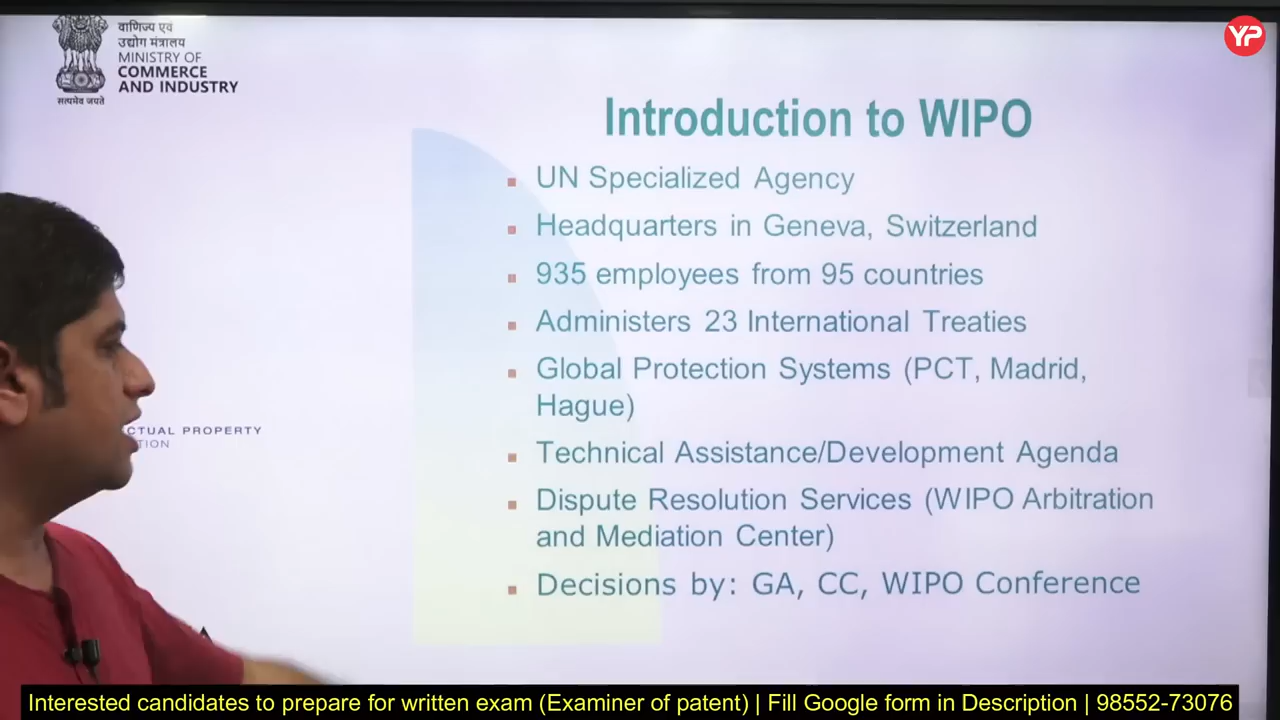 वाणिज्य एवं
उद्योग मंत्रालय
MINISTRY OF
COMMERCE
AND INDUSTRY
सत्यमेव जयते
YP
Introduction to WIPO
UN Specialized Agency
Headquarters in Geneva, Switzerland
935 employees from 95 countries
Administers 23 International Treaties
Global Protection Systems (PCT, Madrid,
Hague)
CTUAL PROPERTY
TION
Technical Assistance/Development Agenda
Dispute Resolution Services (WIPO Arbitration
and Mediation Center)
Decisions by: GA, CC, WIPO Conference
Interested candidates to prepare for written exam (Examiner of patent) | Fill Google form in Description | 98552-73076